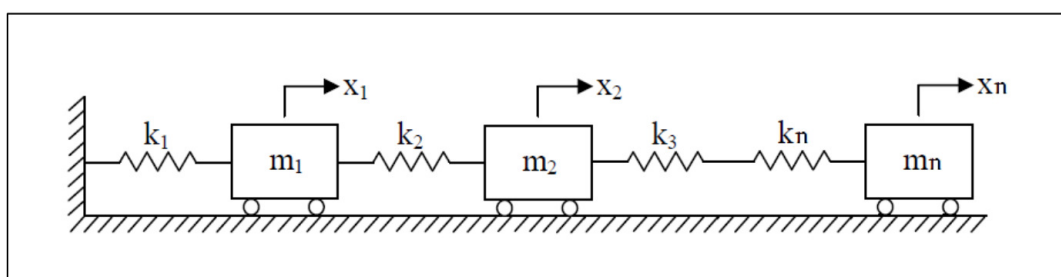 x₁ x₂ xn
k₁ k₂ k₃ kn
m₁ m₂ mn